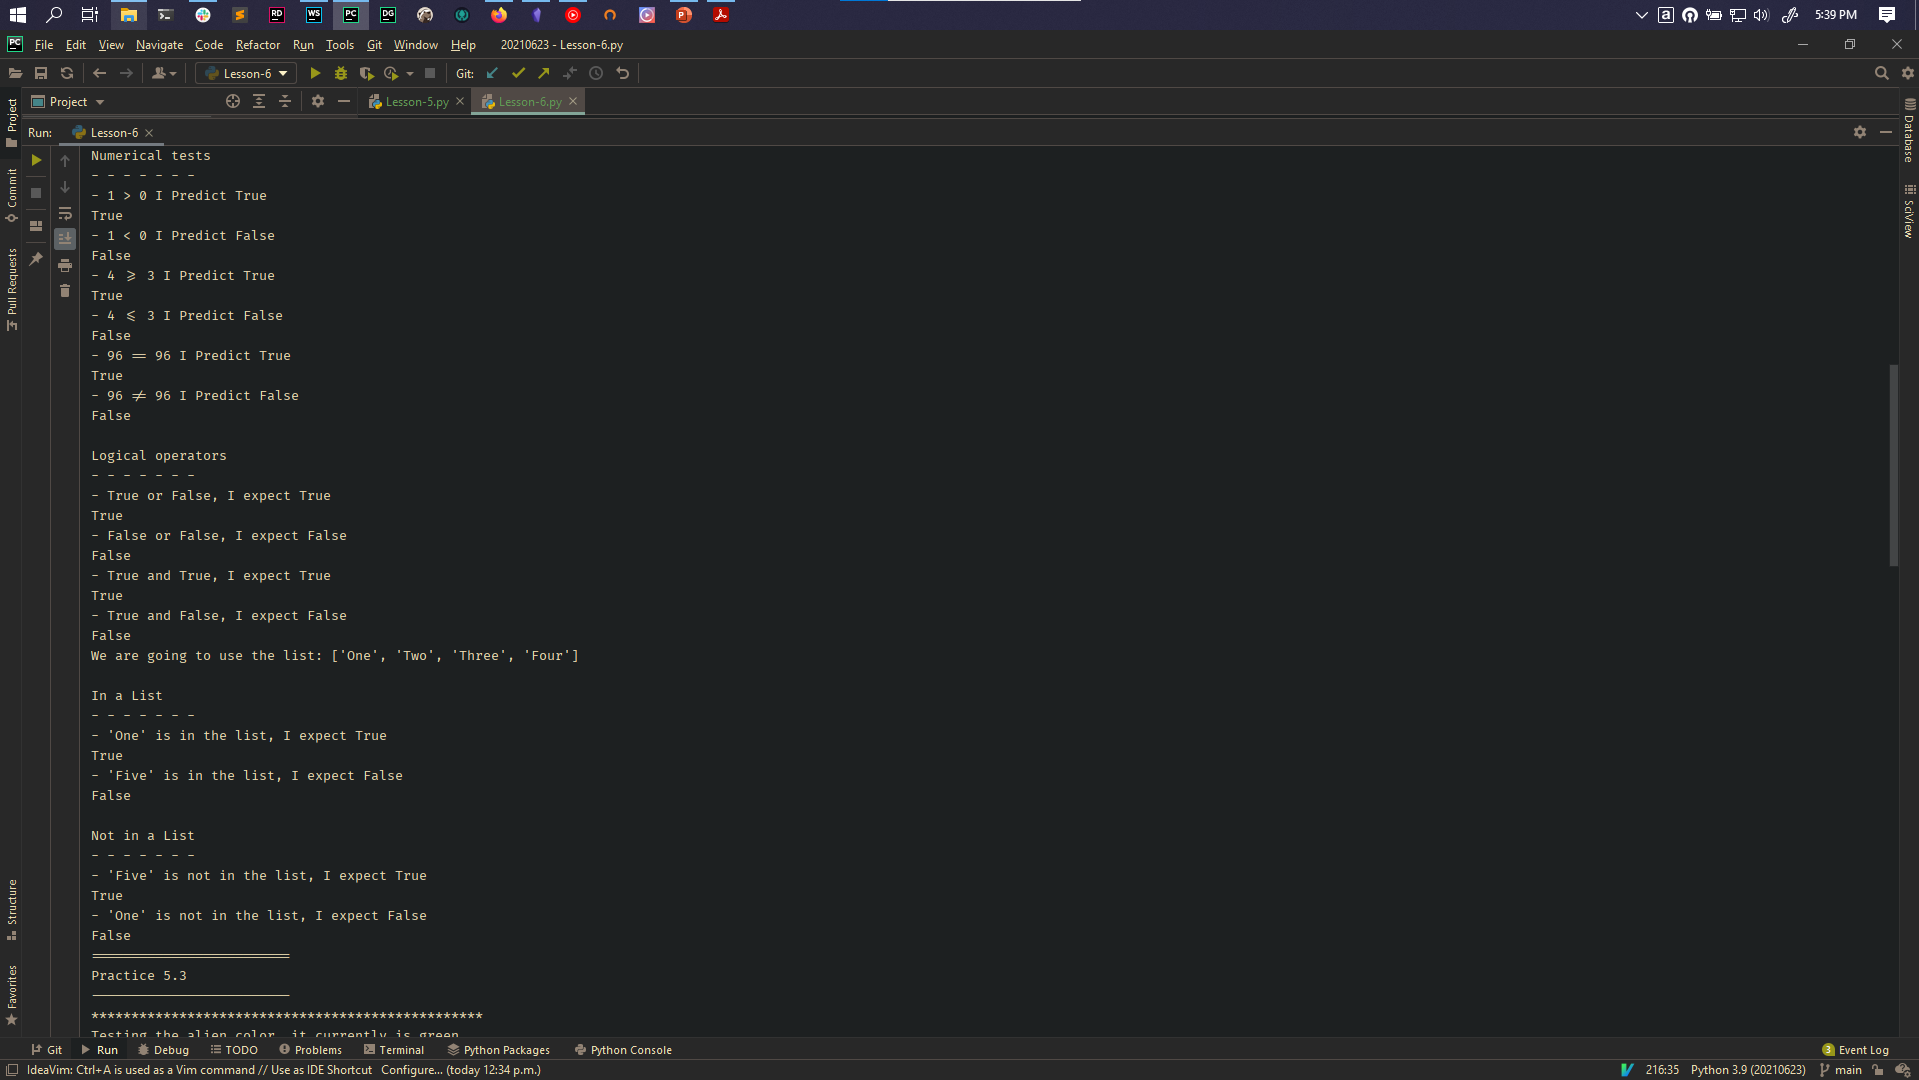 5:39 PM
File Edit View Navigate Code Refactor Run Tools Git Window Help 20210623 - Lesson-6.py
Lesson-6 Git:
Project Lesson-5.py Lesson-6.py
Run: Lesson-6
Project
Commit
Pull Requests
Structure
Favorites
Database
SciView
Numerical tests
- - - - - - -
- 1 > 0 I Predict True
True
- 1 < 0 I Predict False
False
- 4 >= 3 I Predict True
True
- 4 <= 3 I Predict False
False
- 96 == 96 I Predict True
True
- 96 != 96 I Predict False
False
Logical operators
- - - - - - -
- True or False, I expect True
True
- False or False, I expect False
False
- True and True, I expect True
True
- True and False, I expect False
False
We are going to use the list: ['One', 'Two', 'Three', 'Four']
In a List
- - - - - - -
- 'One' is in the list, I expect True
True
- 'Five' is in the list, I expect False
False
Not in a List
- - - - - - -
- 'Five' is not in the list, I expect True
True
- 'One' is not in the list, I expect False
False
=========================
Practice 5.3
-------------------------
*************************************************
Testing the alien color, it currently is green
Git Run Debug TODO Problems Terminal Python Packages Python Console 3 Event Log
IdeaVim: Ctrl+A is used as a Vim command // Use as IDE Shortcut Configure... (today 12:34 p.m.) 216:35 Python 3.9 (20210623) main